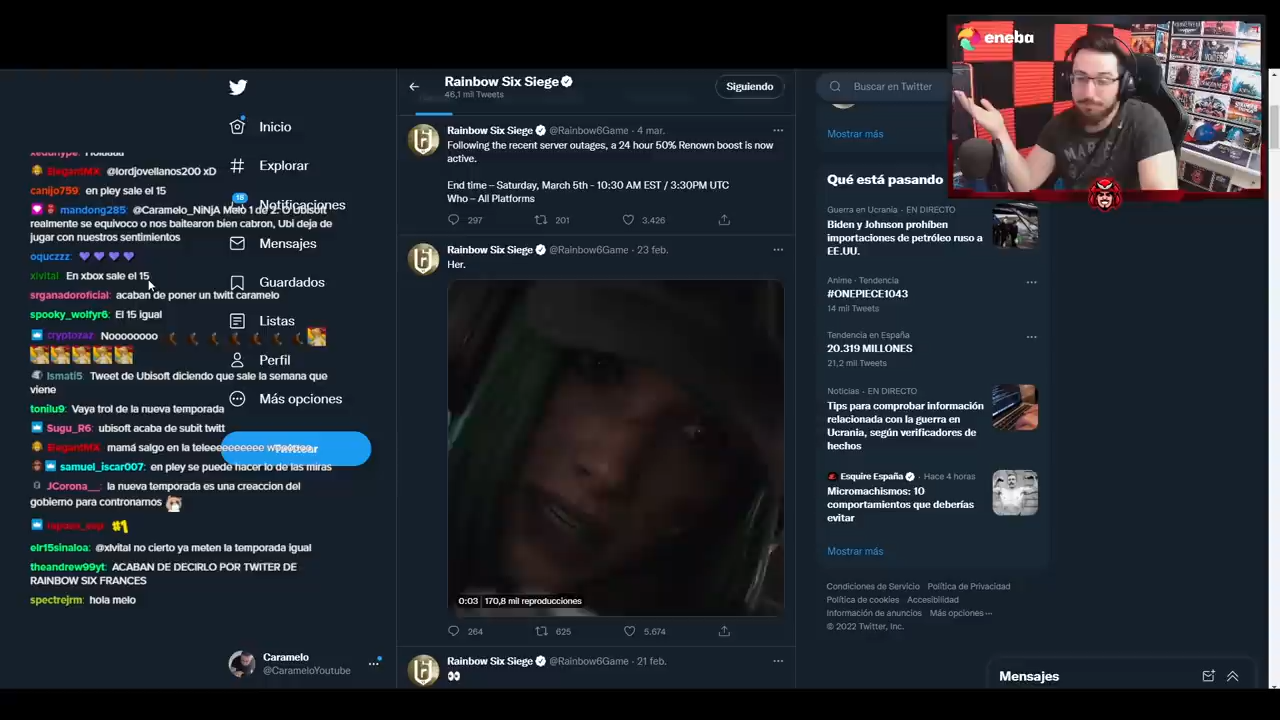 eneba
Inicio
Explorar
18
Notificaciones
Mensajes
Guardados
Listas
Perfil
Más opciones
Caramelo
@CarameloYoutube
ElegantMX @lordjovellanos200 xD
canijo759: en pley sale el 15
mandong285 @Caramelo_NiNjA Melo 1 de 2. O Ubisoft
realmente se equivoco o nos baitearon bien cabron, Ubi deja de
jugar con nuestros sentimientos
oquczzz:
xlvital En xbox sale el 15
srganadoroficial: acaban de poner un twitt caramelo
spooky_wolfyr6: El 15 igual
cryptozaz Nooooooo
Ismati5 Tweet de Ubisoft diciendo que sale la semana que
viene
tonilu9: Vaya trol de la nueva temporada
Sugu_R6: ubisoft acaba de subir twitt
ElegantMX mamá salgo en la
samuel_iscar007: en pley se puede hacer lo de las miras
JCorona__: la nueva temporada es una creaccion del
gobierno para contronarnos
#1
elr15sinaloa: @xlvital no cierto ya meten la temporada igual
theandrew99yt: ACABAN DE DECIRLO POR TWITER DE
RAINBOW SIX FRANCES
spectrejrm: hola melo
Rainbow Six Siege
46,1 mil Tweets
Siguiendo
Rainbow Six Siege @Rainbow6Game · 4 mar.
Following the recent server outages, a 24 hour 50% Renown boost is now
active.
End time – Saturday, March 5th - 10:30 AM EST / 3:30PM UTC
Who – All Platforms
297 201 3.426
Rainbow Six Siege @Rainbow6Game · 23 feb.
Her.
0:03 170,8 mil reproducciones
264 625 5.674
Rainbow Six Siege @Rainbow6Game · 21 feb.
Buscar en Twitter
Mostrar más
Qué está pasando
Guerra en Ucrania · EN DIRECTO
Biden y Johnson prohíben
importaciones de petróleo ruso a
EE.UU.
Anime · Tendencia
#ONEPIECE1043
14 mil Tweets
Tendencia en España
20.319 MILLONES
21,2 mil Tweets
Noticias · EN DIRECTO
Tips para comprobar información
relacionada con la guerra en
Ucrania, según verificadores de
hechos
Esquire España · Hace 4 horas
Micromachismos: 10
comportamientos que deberías
evitar
Mostrar más
Condiciones de Servicio Política de Privacidad
Política de cookies Accesibilidad
Información de anuncios Más opciones
© 2022 Twitter, Inc.
Mensajes